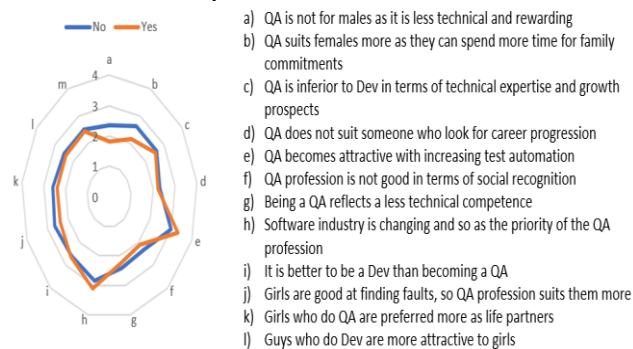 No Yes
a
b
c
d
e
f
g
h
i
j
k
l
m
4
3
2
1
0
a) QA is not for males as it is less technical and rewarding
b) QA suits females more as they can spend more time for family
commitments
c) QA is inferior to Dev in terms of technical expertise and growth
prospects
d) QA does not suit someone who look for career progression
e) QA becomes attractive with increasing test automation
f) QA profession is not good in terms of social recognition
g) Being a QA reflects a less technical competence
h) Software industry is changing and so as the priority of the QA
profession
i) It is better to be a Dev than becoming a QA
j) Girls are good at finding faults, so QA profession suits them more
k) Girls who do QA are preferred more as life partners
l) Guys who do Dev are more attractive to girls